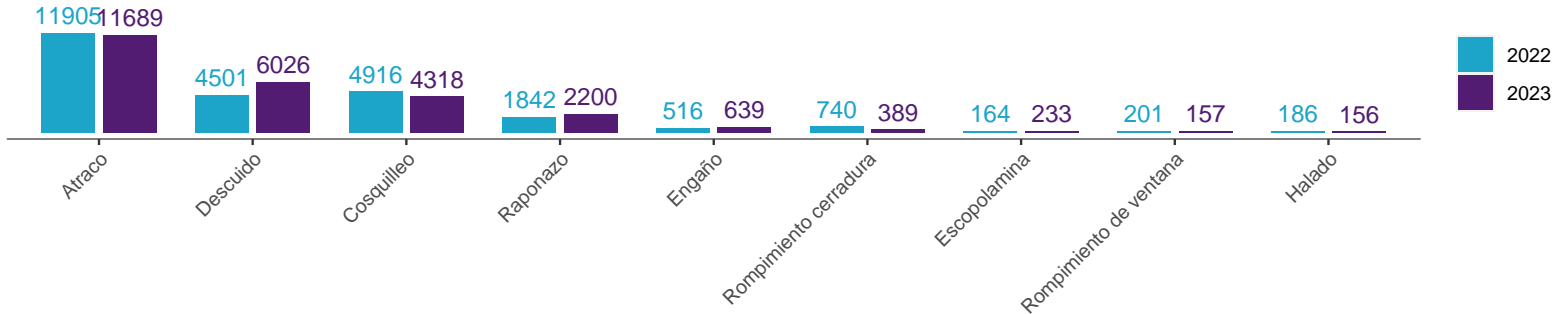 11905 11689
4501 6026
4916 4318
1842 2200
516 639
740 389
164 233
201 157
186 156
Atraco
Descuido
Cosquilleo
Raponazo
Engaño
Rompimiento cerradura
Escopolamina
Rompimiento de ventana
Halado
2022
2023